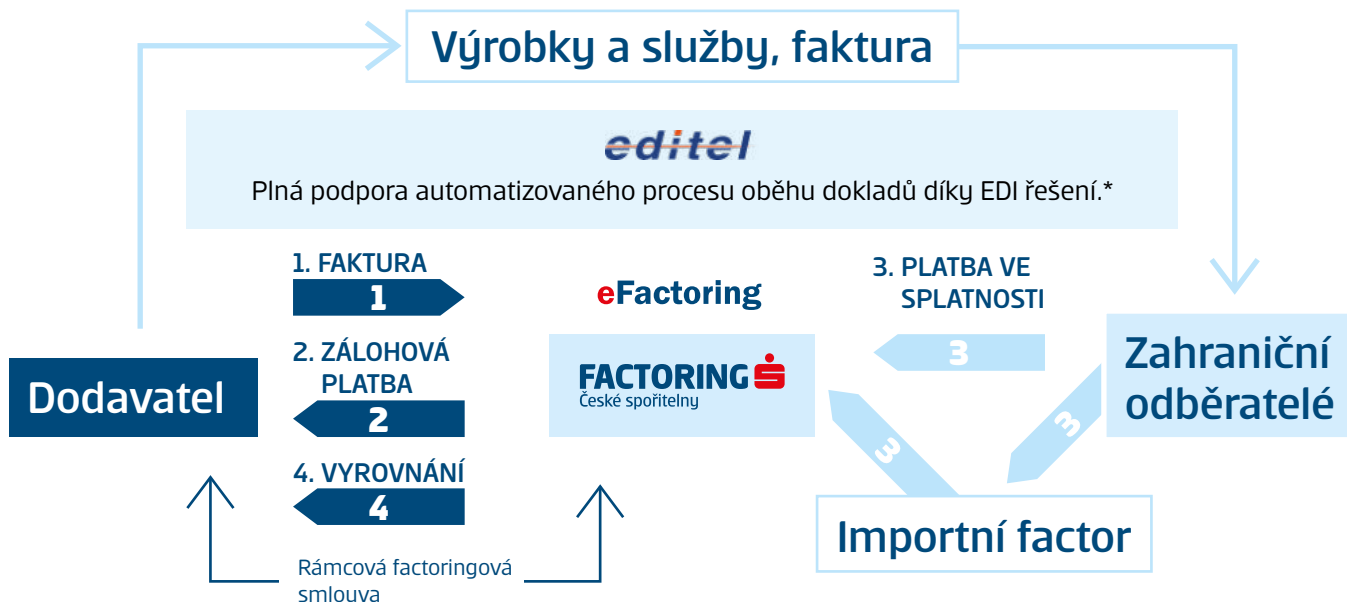 Výrobky a služby, faktura
editel
Plná podpora automatizovaného procesu oběhu dokladů díky EDI řešení.*
1. FAKTURA
1
eFactoring
3. PLATBA VE
SPLATNOSTI
3
2. ZÁLOHOVÁ
PLATBA
2
Dodavatel
FACTORING
České spořitelny
Zahraniční
odběratelé
3
3
4. VYROVNÁNÍ
4
Importní factor
Rámcová factoringová
smlouva